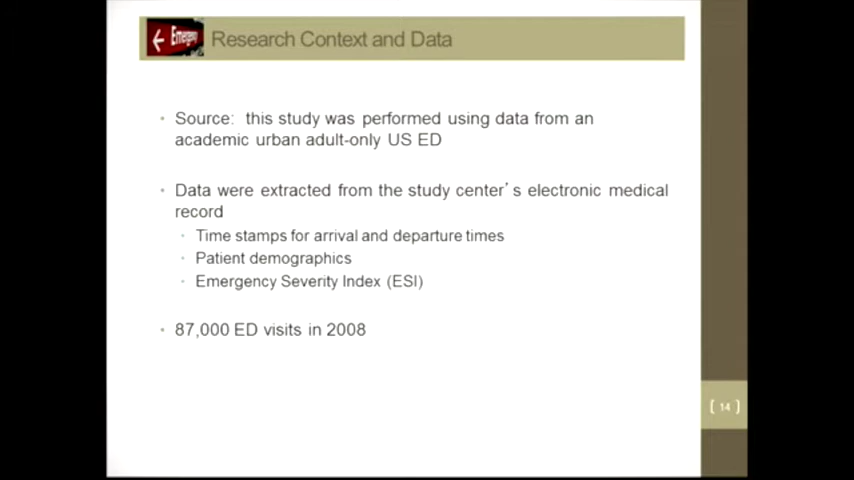 Emergency
Research Context and Data
Source: this study was performed using data from an
academic urban adult-only US ED
Data were extracted from the study center's electronic medical
record
Time stamps for arrival and departure times
Patient demographics
Emergency Severity Index (ESI)
87,000 ED visits in 2008
[ 14 ]